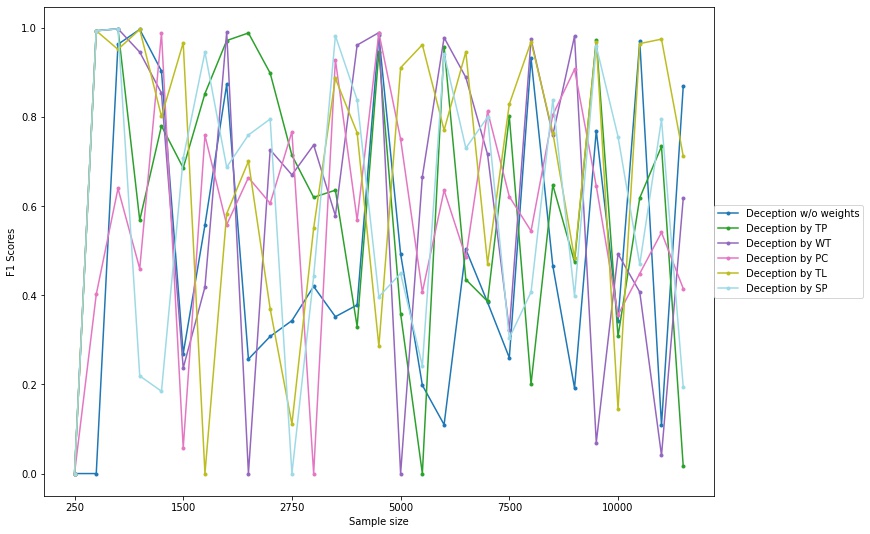 F1 Scores
1.0
0.8
0.6
0.4
0.2
0.0
250
1500
2750
5000
7500
10000
Sample size
Deception w/o weights
Deception by TP
Deception by WT
Deception by PC
Deception by TL
Deception by SP